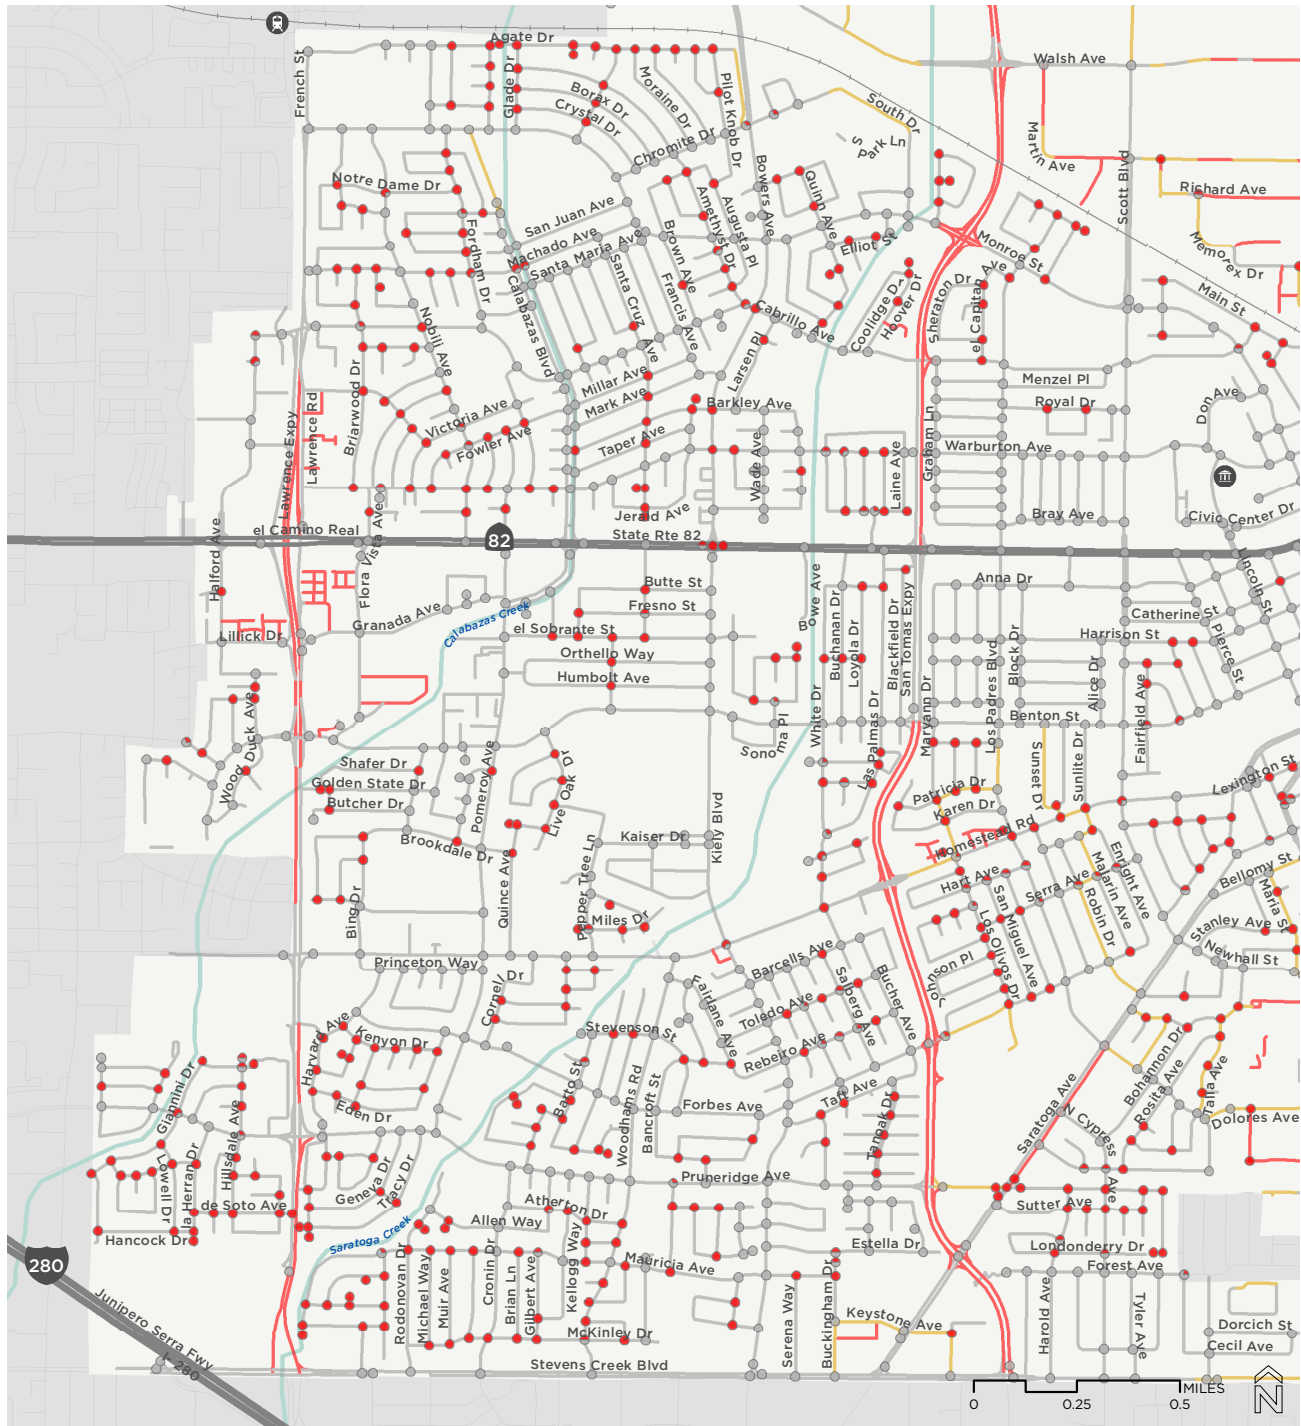 Agate Dr
French St
Glade Dr
Borax Dr
Crystal Dr
Moraine Dr
Pilot Knob Dr
Chromite Dr
South Dr
S Park Ln
Walsh Ave
Martin Ave
Scott Blvd
Richard Ave
Memorex Dr
Main St
Notre Dame Dr
Fordham Dr
San Juan Ave
Machado Ave
Santa Maria Ave
Calabazas Blvd
Santa Cruz Ave
Brown Ave
Francis Ave
Amethyst Dr
Augusta Pl
Bowers Ave
Quinn Ave
Elliot St
Cabrillo Ave
Coolidge Dr
Hoover Dr
Sheraton Dr
el Capitan Ave
Monroe St
Nobili Ave
Briarwood Dr
Lawrence Rd
Lawrence Expy
Victoria Ave
Fowler Ave
Millar Ave
Mark Ave
Taper Ave
Larsen Pl
Barkley Ave
Wade Ave
Menzel Pl
Royal Dr
Don Ave
Laine Ave
Graham Ln
Warburton Ave
Bray Ave
Civic Center Dr
Jerald Ave
el Camino Real
82
State Rte 82
Halford Ave
Flora Vista Ave
Granada Ave
Lillick Dr
Calabazas Creek
Butte St
Fresno St
el Sobrante St
Orthello Way
Humbolt Ave
Bowe Ave
Buchanan Dr
Loyola Dr
Blackfield Dr
San Tomas Expy
Anna Dr
Catherine St
Harrison St
Lincoln St
Pierce St
Los Padres Blvd
Block Dr
Alice Dr
Fairfield Ave
Benton St
Maryann Dr
White Dr
Las Palmas Dr
Sonoma Pl
Wood Duck Ave
Shafer Dr
Golden State Dr
Butcher Dr
Brookdale Dr
Pomeroy Ave
Live Oak Dr
Kaiser Dr
Kiely Blvd
Patricia Dr
Karen Dr
Homestead Rd
Sunset Dr
Sunlite Dr
Lexington St
Bellomy St
Maria St
Stanley Ave
Newhall St
Hart Ave
Serra Ave
San Miguel Ave
Los Olivos Dr
Enright Ave
Malarin Ave
Robin Dr
Johnson Pl
Bing Dr
Quince Ave
Pepper Tree Ln
Miles Dr
Princeton Way
Cornell Dr
Barcells Ave
Fairlane Ave
Toledo Ave
Salberg Ave
Bucher Ave
Rebeiro Ave
Harvard Ave
Kenyon Dr
Stevenson St
Eden Dr
Barto St
Woodhams Rd
Bancroft St
Forbes Ave
Taft Ave
Tanoak Dr
Giannini Dr
Hillsdale Ave
Lowell Dr
la Herran Dr
de Soto Ave
Hancock Dr
Geneva Dr
Tracy Dr
Saratoga Creek
Pruneridge Ave
Atherton Dr
Allen Way
Saratoga Ave
N Cypress Ave
Bohannon Dr
Rosita Ave
Talia Ave
Dolores Ave
Sutter Ave
Londonderry Dr
Forest Ave
Estella Dr
Mauricia Ave
280
Junipero Serra Fwy
I- 280
Rodonovan Dr
Michael Way
Muir Ave
Cronin Dr
Brian Ln
Gilbert Ave
Kellogg Way
McKinley Dr
Stevens Creek Blvd
Serena Way
Buckingham Dr
Keystone Ave
Harold Ave
Tyler Ave
Dorcich St
Cecil Ave
MILES
0
0.25
0.5
N